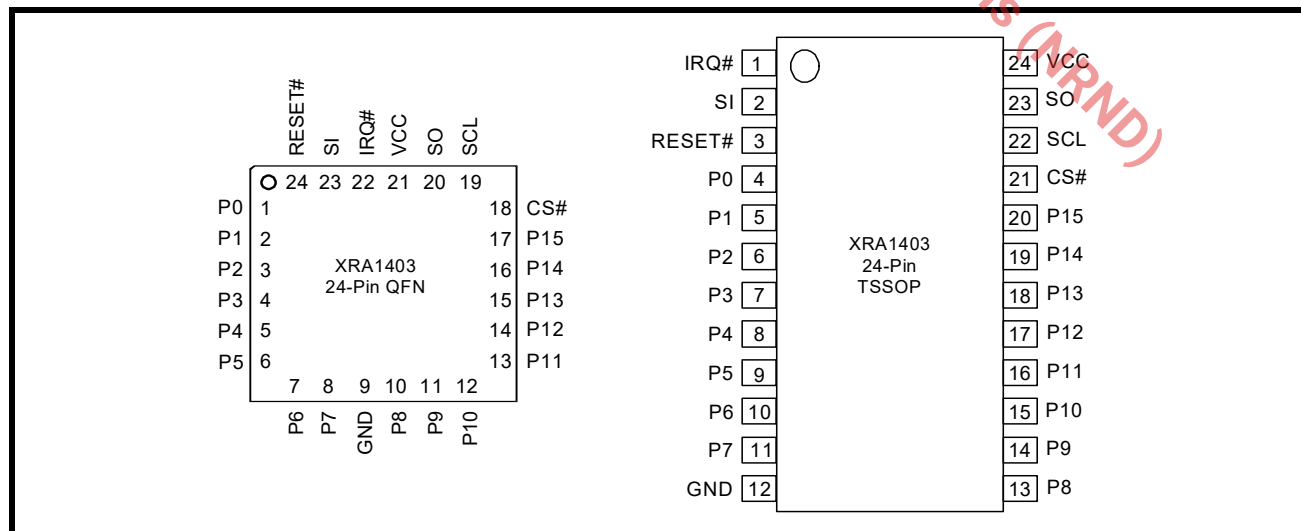 RESET# SI IRQ# VCC SO SCL
24 23 22 21 20 19
P0 1 18 CS#
P1 2 17 P15
P2 3 16 P14
P3 4 15 P13
P4 5 14 P12
P5 6 13 P11
XRA1403
24-Pin QFN
7 8 9 10 11 12
P6 P7 GND P8 P9 P10
IRQ# 1 24 VCC
SI 2 23 SO
RESET# 3 22 SCL
P0 4 21 CS#
P1 5 20 P15
P2 6 19 P14
P3 7 18 P13
P4 8 17 P12
P5 9 16 P11
P6 10 15 P10
P7 11 14 P9
GND 12 13 P8
XRA1403
24-Pin
TSSOP
(NRND)